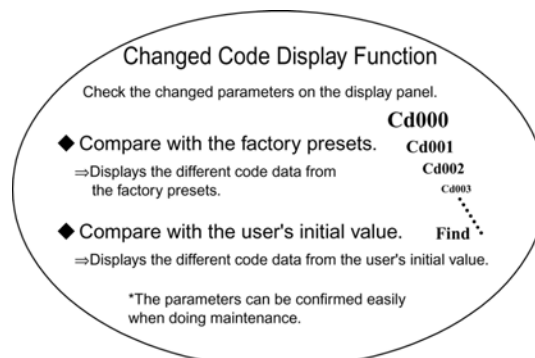 Changed Code Display Function
Check the changed parameters on the display panel.
Cd000
◆ Compare with the factory presets.
Cd001
⇒Displays the different code data from
the factory presets.
Cd002
Cd003
◆ Compare with the user's initial value.
Find
⇒Displays the different code data from the user's initial value.
*The parameters can be confirmed easily
when doing maintenance.